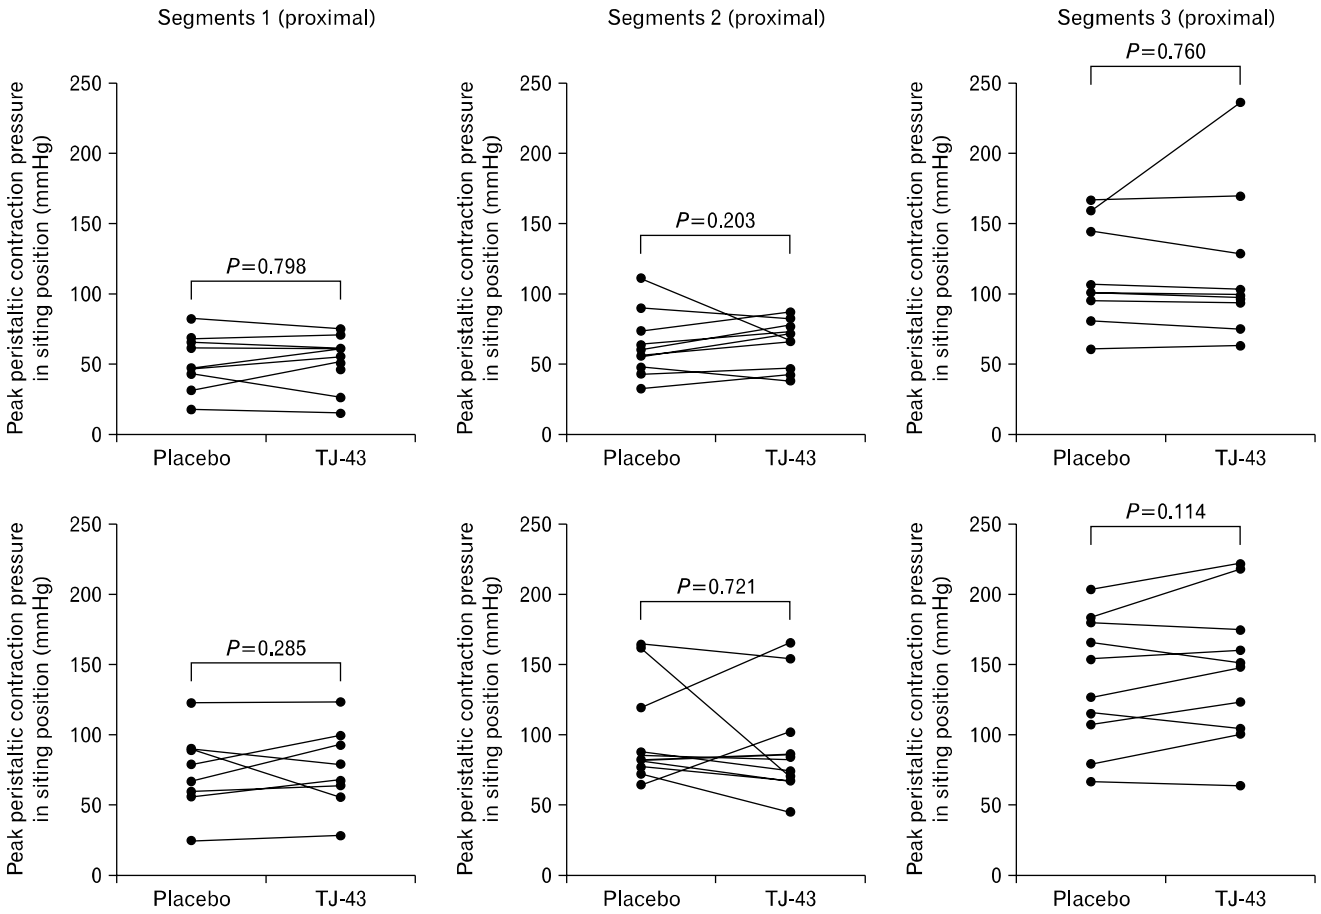 Segments 1 (proximal)
Segments 2 (proximal)
Segments 3 (proximal)
Peak peristaltic contraction pressure
in siting position (mmHg)
250
200
150
100
50
0
P=0.798
Placebo
TJ-43
Peak peristaltic contraction pressure
in siting position (mmHg)
250
200
150
100
50
0
P=0.203
Placebo
TJ-43
Peak peristaltic contraction pressure
in siting position (mmHg)
250
200
150
100
50
0
P=0.760
Placebo
TJ-43
Peak peristaltic contraction pressure
in siting position (mmHg)
250
200
150
100
50
0
P=0.285
Placebo
TJ-43
Peak peristaltic contraction pressure
in siting position (mmHg)
250
200
150
100
50
0
P=0.721
Placebo
TJ-43
Peak peristaltic contraction pressure
in siting position (mmHg)
250
200
150
100
50
0
P=0.114
Placebo
TJ-43